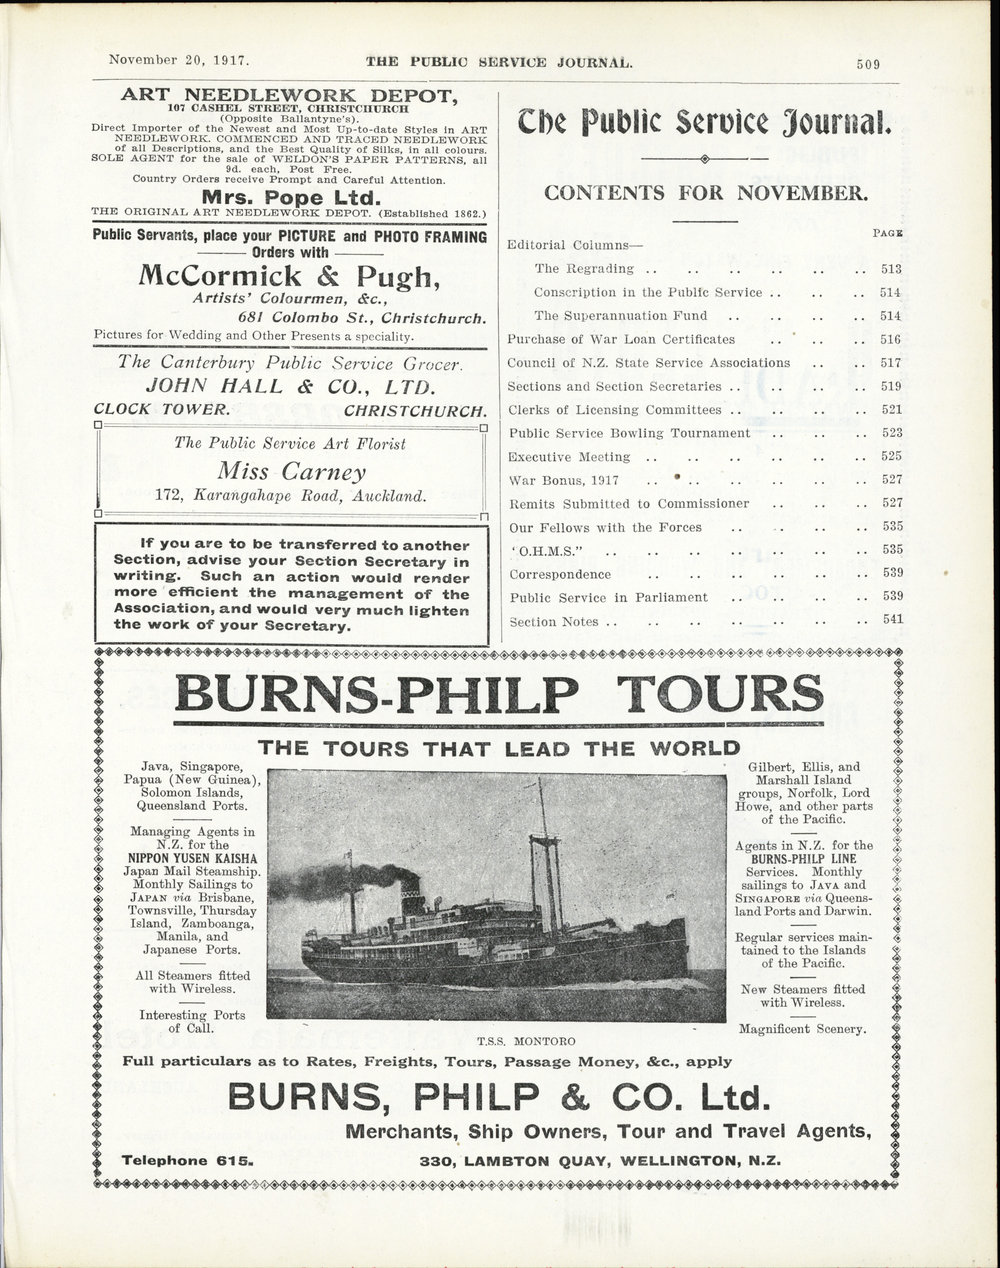 November 20, 1917.
THE PUBLIC SERVICE JOURNAL.
509
ART NEEDLEWORK DEPOT,
107 CASHEL STREET, CHRISTCHURCH
(Opposite Ballantyne's).
Direct Importer of the Newest and Most Up-to-date Styles in ART
NEEDLEWORK. COMMENCED AND TRACED NEEDLEWORK
of all Descriptions, and the Best Quality of Silks, in all colours.
SOLE AGENT for the sale of WELDON'S PAPER PATTERNS, all
9d. each, Post Free.
Country Orders receive Prompt and Careful Attention.
Mrs. Pope Ltd.
THE ORIGINAL ART NEEDLEWORK DEPOT. (Established 1862.)
Public Servants, place your PICTURE and PHOTO FRAMING
Orders with
McCormick & Pugh,
Artists' Colourmen, &c.,
681 Colombo St., Christchurch.
Pictures for Wedding and Other Presents a speciality.
The Canterbury Public Service Grocer.
JOHN HALL & CO., LTD.
CLOCK TOWER. CHRISTCHURCH.
The Public Service Art Florist
Miss Carney
172, Karangahape Road, Auckland.
If you are to be transferred to another
Section, advise your Section Secretary in
writing. Such an action would render
more efficient the management of the
Association, and would very much lighten
the work of your Secretary.
The Public Service Journal.
CONTENTS FOR NOVEMBER.
PAGE
Editorial Columns—
The Regrading .. .. .. .. .. .. 513
Conscription in the Public Service .. .. .. 514
The Superannuation Fund .. .. .. .. 514
Purchase of War Loan Certificates .. .. .. 516
Council of N.Z. State Service Associations .. .. 517
Sections and Section Secretaries .. .. .. .. 519
Clerks of Licensing Committees .. .. .. .. 521
Public Service Bowling Tournament .. .. .. 523
Executive Meeting .. .. .. .. .. .. 525
War Bonus, 1917 .. .. .. .. .. .. 527
Remits Submitted to Commissioner .. .. .. 527
Our Fellows with the Forces .. .. .. .. 535
'O.H.M.S." .. .. .. .. .. .. .. 535
Correspondence .. .. .. .. .. .. 539
Public Service in Parliament .. .. .. .. 539
Section Notes .. .. .. .. .. .. .. 541
BURNS-PHILP TOURS
THE TOURS THAT LEAD THE WORLD
Java, Singapore,
Papua (New Guinea),
Solomon Islands,
Queensland Ports.
Managing Agents in
N.Z. for the
NIPPON YUSEN KAISHA
Japan Mail Steamship.
Monthly Sailings to
JAPAN via Brisbane,
Townsville, Thursday
Island, Zamboanga,
Manila, and
Japanese Ports.
All Steamers fitted
with Wireless.
Interesting Ports
of Call.
T.S.S. MONTORO
Gilbert, Ellis, and
Marshall Island
groups, Norfolk, Lord
Howe, and other parts
of the Pacific.
Agents in N.Z. for the
BURNS-PHILP LINE
Services. Monthly
sailings to JAVA and
SINGAPORE via Queens-
land Ports and Darwin.
Regular services main-
tained to the Islands
of the Pacific.
New Steamers fitted
with Wireless.
Magnificent Scenery.
Full particulars as to Rates, Freights, Tours, Passage Money, &c., apply
BURNS, PHILP & CO. Ltd.
Merchants, Ship Owners, Tour and Travel Agents,
Telephone 615. 330, LAMBTON QUAY, WELLINGTON, N.Z.